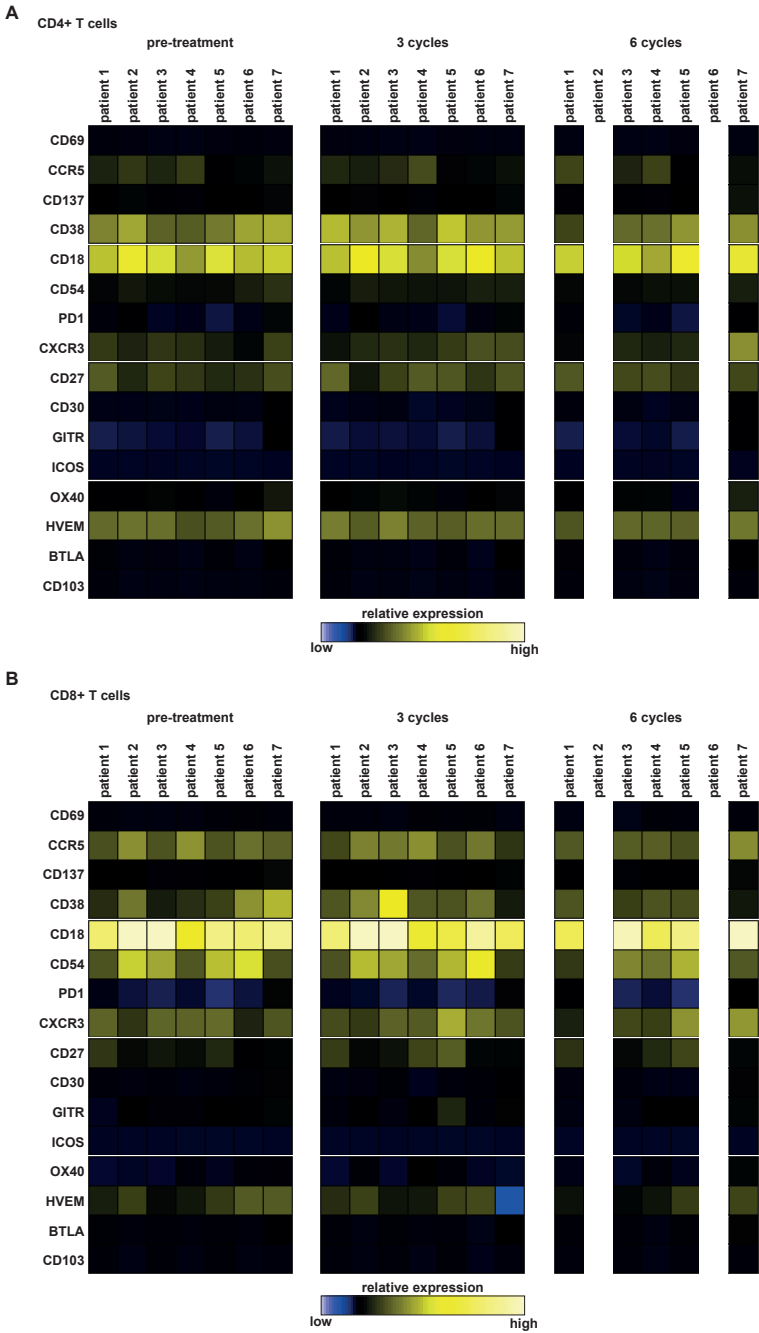 A
CD4+ T cells
pre-treatment 3 cycles 6 cycles
patient 1 patient 2 patient 3 patient 4 patient 5 patient 6 patient 7 patient 1 patient 2 patient 3 patient 4 patient 5 patient 6 patient 7 patient 1 patient 2 patient 3 patient 4 patient 5 patient 6 patient 7
CD69
CCR5
CD137
CD38
CD18
CD54
PD1
CXCR3
CD27
CD30
GITR
ICOS
OX40
HVEM
BTLA
CD103
relative expression
low high
B
CD8+ T cells
pre-treatment 3 cycles 6 cycles
patient 1 patient 2 patient 3 patient 4 patient 5 patient 6 patient 7 patient 1 patient 2 patient 3 patient 4 patient 5 patient 6 patient 7 patient 1 patient 2 patient 3 patient 4 patient 5 patient 6 patient 7
CD69
CCR5
CD137
CD38
CD18
CD54
PD1
CXCR3
CD27
CD30
GITR
ICOS
OX40
HVEM
BTLA
CD103
relative expression
low high